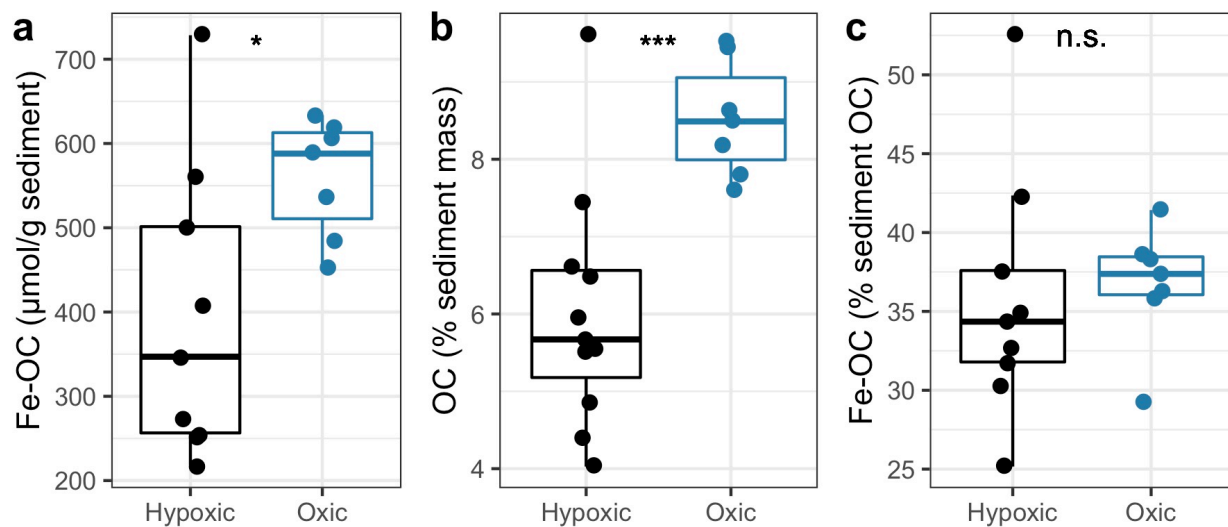 a
Fe-OC (μmol/g sediment)
700
600
500
400
300
200
*
Hypoxic
Oxic
b
OC (% sediment mass)
8
6
4
***
Hypoxic
Oxic
c
Fe-OC (% sediment OC)
50
45
40
35
30
25
n.s.
Hypoxic
Oxic